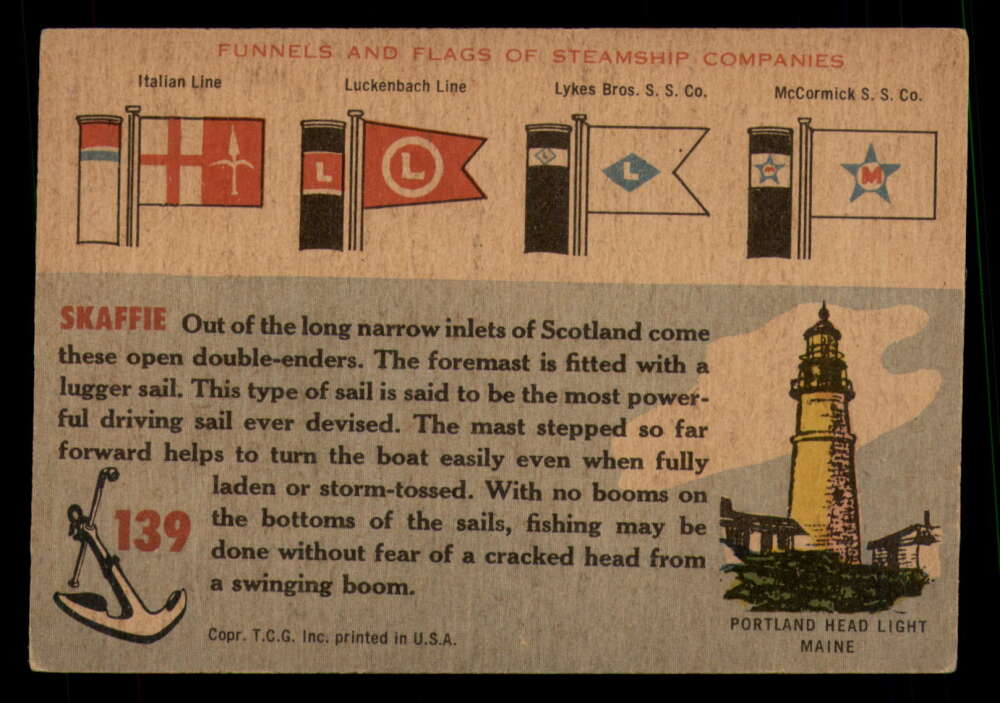 FUNNELS AND FLAGS OF STEAMSHIP COMPANIES
Italian Line
Luckenbach Line
Lykes Bros. S. S. Co.
McCormick S. S. Co.
L
L
L
L
M
M
SKAFFIE Out of the long narrow inlets of Scotland come
these open double-enders. The foremast is fitted with a
lugger sail. This type of sail is said to be the most power-
ful driving sail ever devised. The mast stepped so far
forward helps to turn the boat easily even when fully
laden or storm-tossed. With no booms on
the bottoms of the sails, fishing may be
done without fear of a cracked head from
a swinging boom.
139
Copr. T.C.G. Inc. printed in U.S.A.
PORTLAND HEAD LIGHT
MAINE